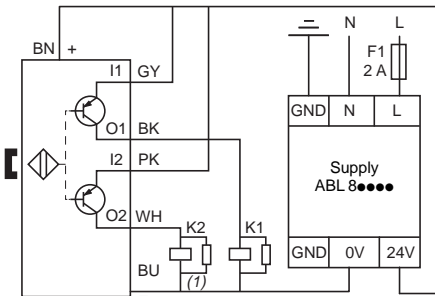 BN +
I1 GY
O1 BK
I2 PK
O2 WH
BU
K2
K1
(1)
N L
F1
2 A
GND N L
Supply
ABL 8●●●●
GND 0V 24V